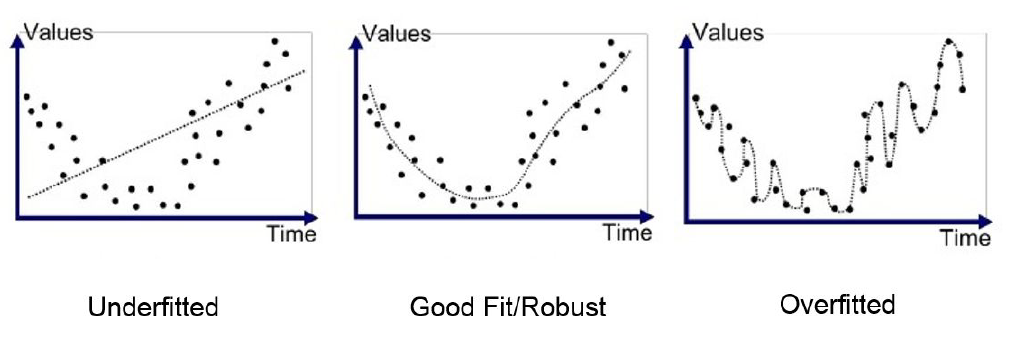 Values
Time
Underfitted
Values
Time
Good Fit/Robust
Values
Time
Overfitted